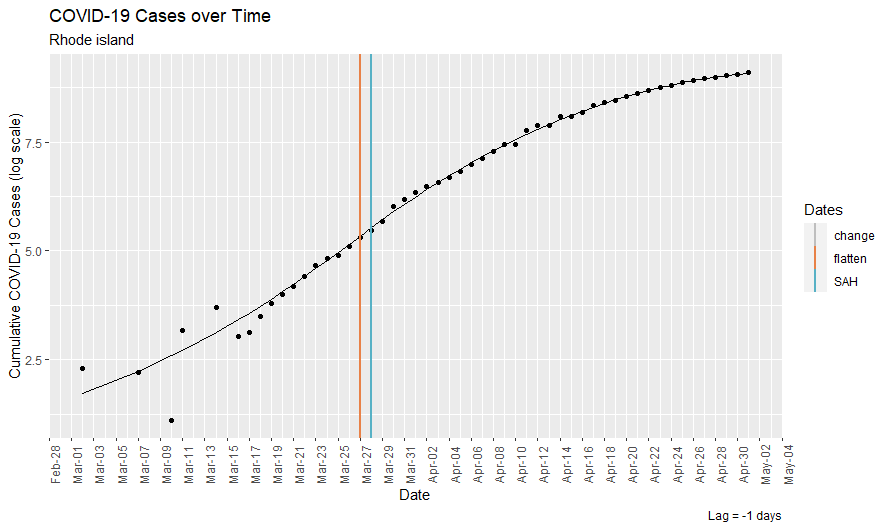 COVID-19 Cases over Time
Rhode island
Cumulative COVID-19 Cases (log scale)
7.5
5.0
2.5
Feb-28
Mar-01
Mar-03
Mar-05
Mar-07
Mar-09
Mar-11
Mar-13
Mar-15
Mar-17
Mar-19
Mar-21
Mar-23
Mar-25
Mar-27
Mar-29
Mar-31
Apr-02
Apr-04
Apr-06
Apr-08
Apr-10
Apr-12
Apr-14
Apr-16
Apr-18
Apr-20
Apr-22
Apr-24
Apr-26
Apr-28
Apr-30
May-02
May-04
Date
Dates
change
flatten
SAH
Lag = -1 days